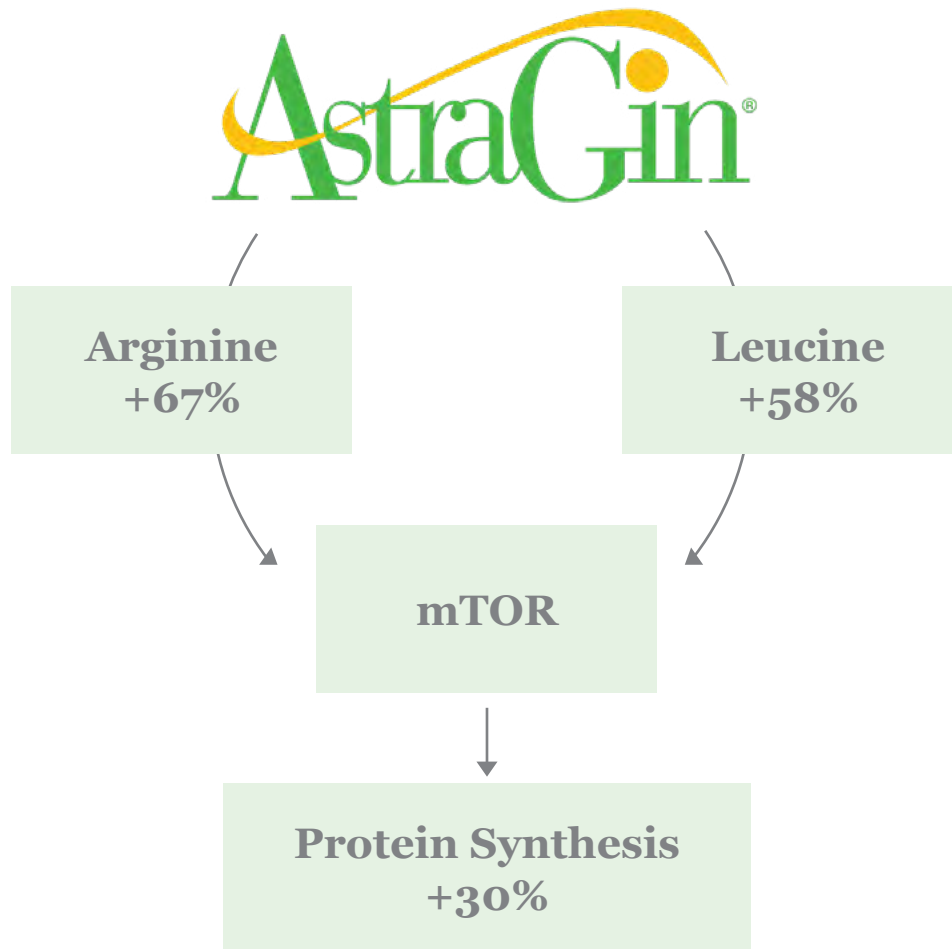 AstraGin®
Arginine
+67%
Leucine
+58%
mTOR
Protein Synthesis
+30%